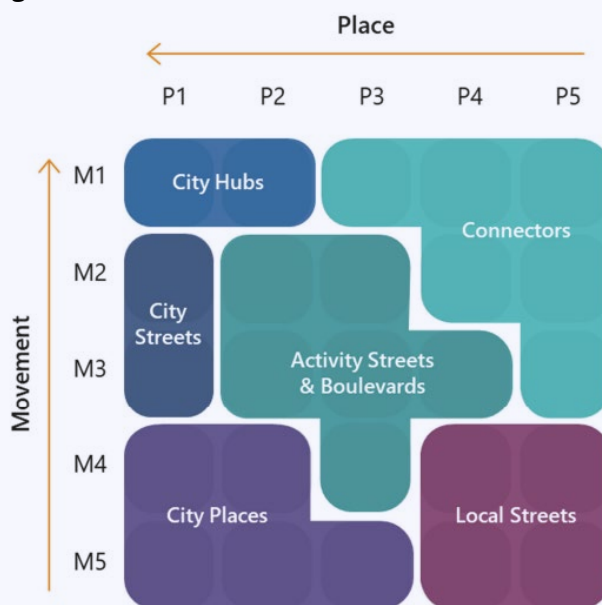 Place
P1 P2 P3 P4 P5
M1
City Hubs
Connectors
M2
City
Streets
Movement
M3
Activity Streets
& Boulevards
M4
City Places
Local Streets
M5